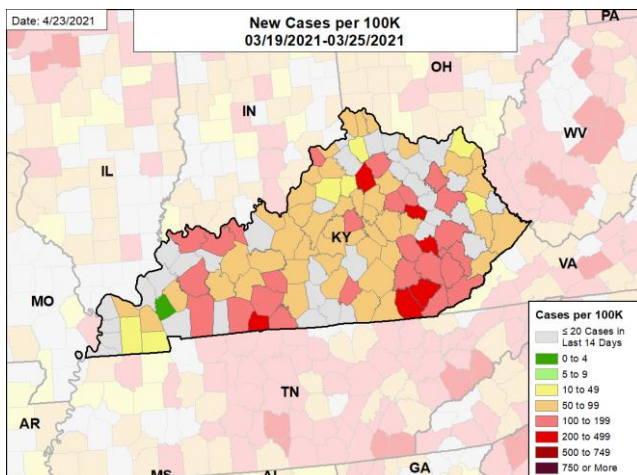 Date: 4/23/2021
New Cases per 100K
03/19/2021-03/25/2021
PA
OH
IN
WV
IL
KY
VA
MO
TN
AR
MS
AL
GA
Cases per 100K
≤ 20 Cases in
Last 14 Days
0 to 4
5 to 9
10 to 49
50 to 99
100 to 199
200 to 499
500 to 749
750 or More